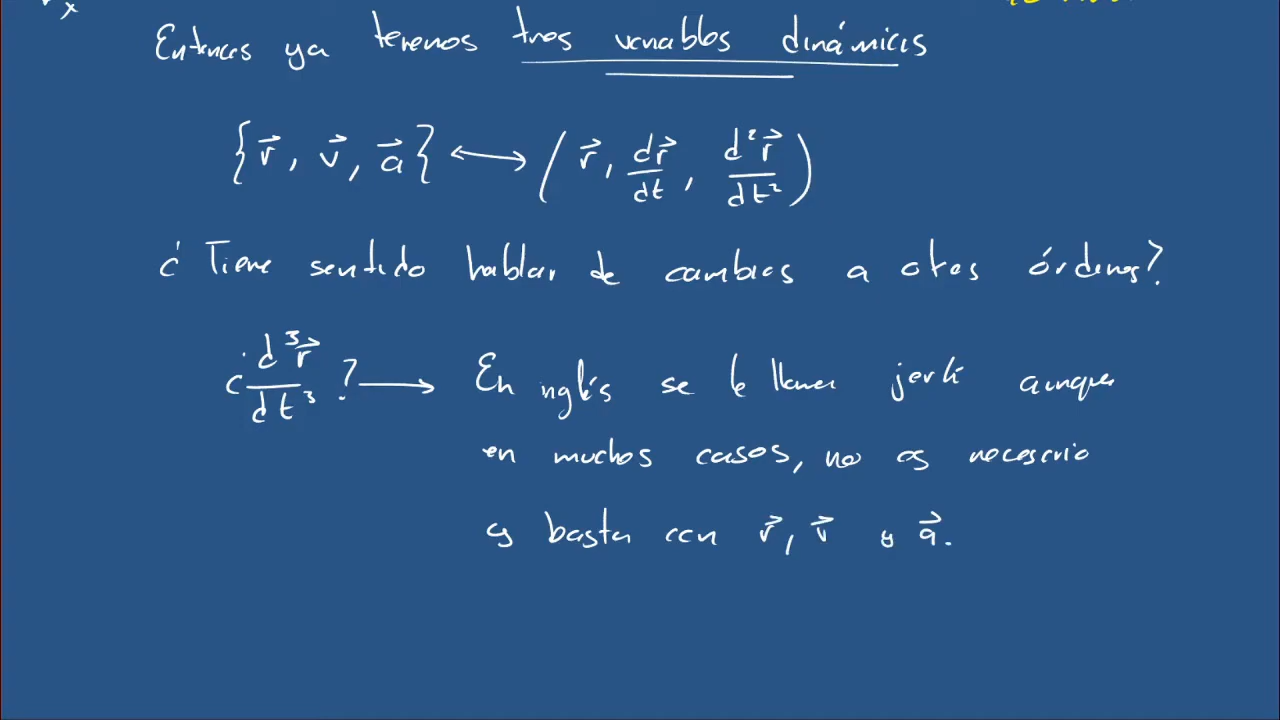 x
Entonces ya tenemos tres variables dinámicas
{r⃗, v⃗, a⃗} ⟷ (r⃗, dr⃗/dt, d²r⃗/dt²)
¿Tiene sentido hablar de cambios a otros órdenes?
¿d³r⃗/dt³? ⟶ En inglés se le llama jerk aunque
en muchos casos, no es necesario
y basta con r⃗, v⃗ y a⃗.